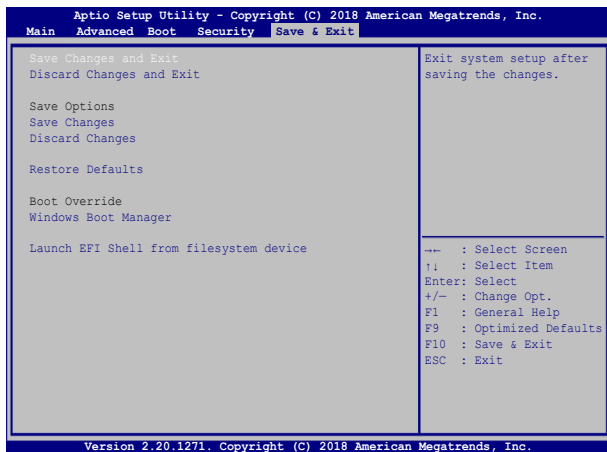 Aptio Setup Utility - Copyright (C) 2018 American Megatrends, Inc.
Main Advanced Boot Security Save & Exit
Save Changes and Exit
Discard Changes and Exit
Save Options
Save Changes
Discard Changes
Restore Defaults
Boot Override
Windows Boot Manager
Launch EFI Shell from filesystem device
Exit system setup after
saving the changes.
→← : Select Screen
↑↓ : Select Item
Enter: Select
+/— : Change Opt.
F1 : General Help
F9 : Optimized Defaults
F10 : Save & Exit
ESC : Exit
Version 2.20.1271. Copyright (C) 2018 American Megatrends, Inc.